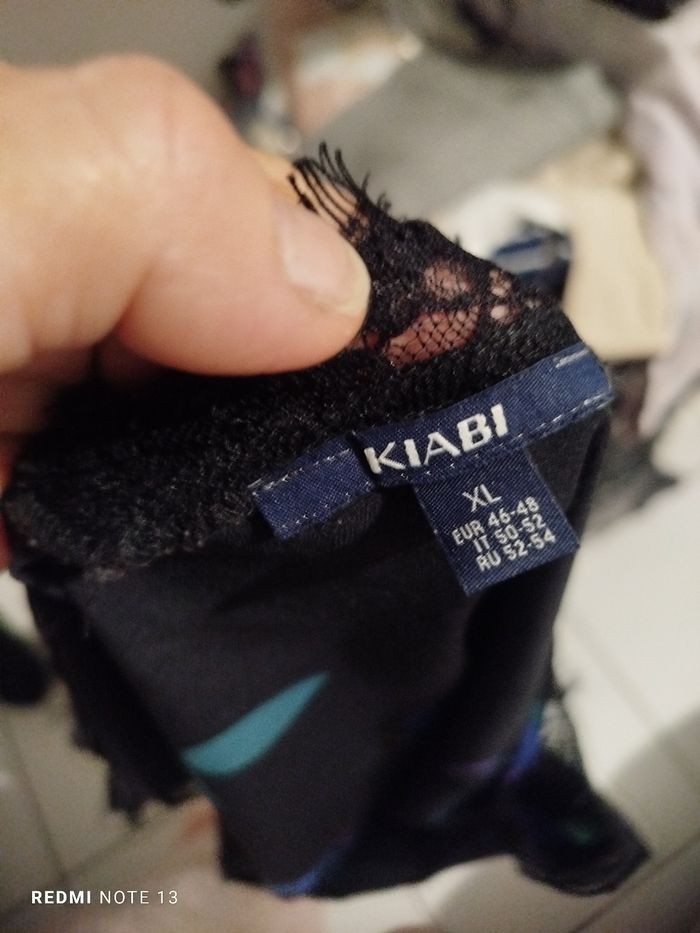 KIABI
XL
EUR 46-48
IT 50-52
RU 52-54
REDMI NOTE 13